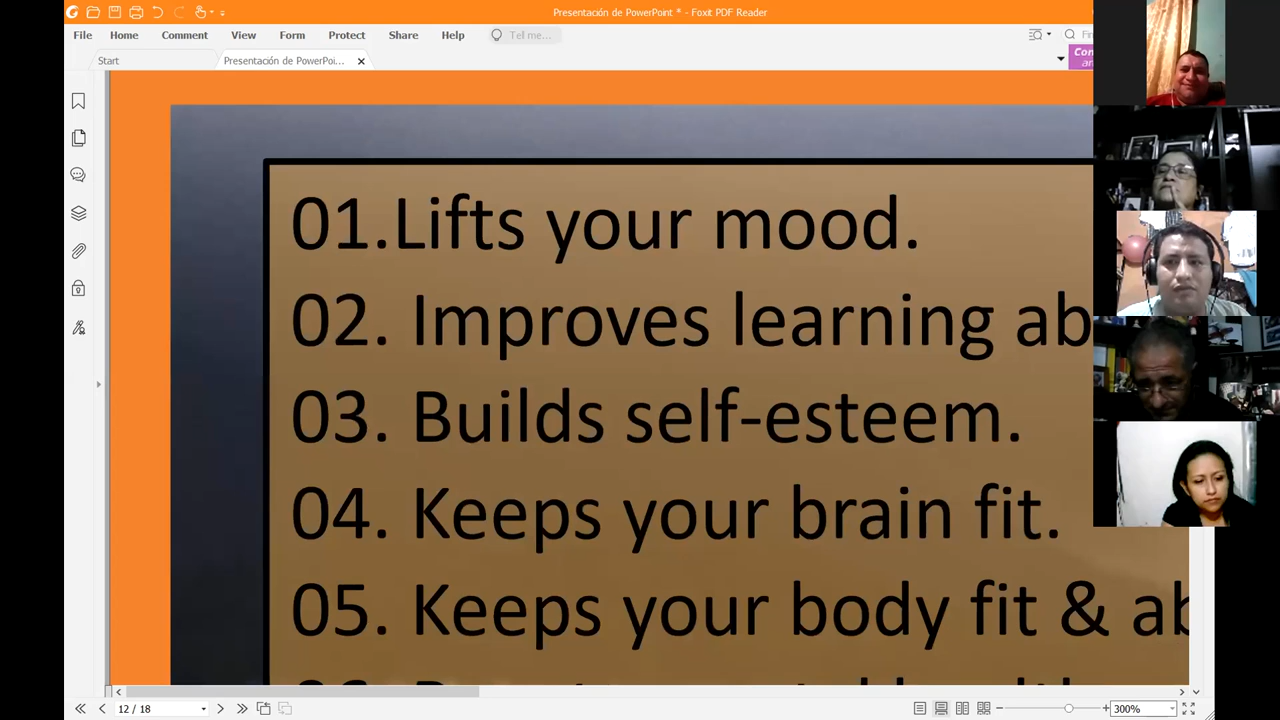 Presentación de PowerPoint * - Foxit PDF Reader
File Home Comment View Form Protect Share Help Tell me...
Start
Presentación de PowerPoi...
01.Lifts your mood.
02. Improves learning
03. Builds self-esteem.
04. Keeps your brain fit.
05. Keeps your body fit &
12 / 18
300%